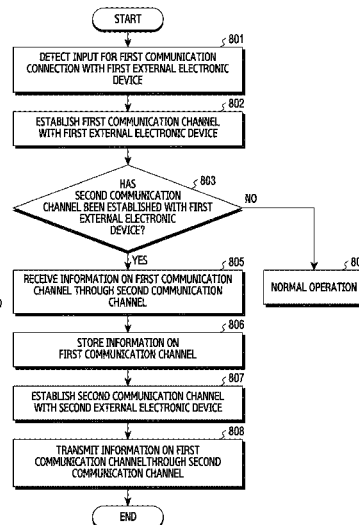 START
801
DETECT INPUT FOR FIRST COMMUNICATION
CONNECTION WITH FIRST EXTERNAL ELECTRONIC
DEVICE
802
ESTABLISH FIRST COMMUNICATION CHANNEL
WITH FIRST EXTERNAL ELECTRONIC DEVICE
803
HAS
SECOND COMMUNICATION
CHANNEL BEEN ESTABLISHED WITH FIRST
EXTERNAL ELECTRONIC
DEVICE?
NO
YES
805
RECEIVE INFORMATION ON FIRST COMMUNICATION
CHANNEL THROUGH SECOND COMMUNICATION
CHANNEL
NORMAL OPERATION
806
STORE INFORMATION ON
FIRST COMMUNICATION CHANNEL
807
ESTABLISH SECOND COMMUNICATION CHANNEL
WITH SECOND EXTERNAL ELECTRONIC DEVICE
808
TRANSMIT INFORMATION ON FIRST
COMMUNICATION CHANNELTHROUGH SECOND
COMMUNICATION CHANNEL
END